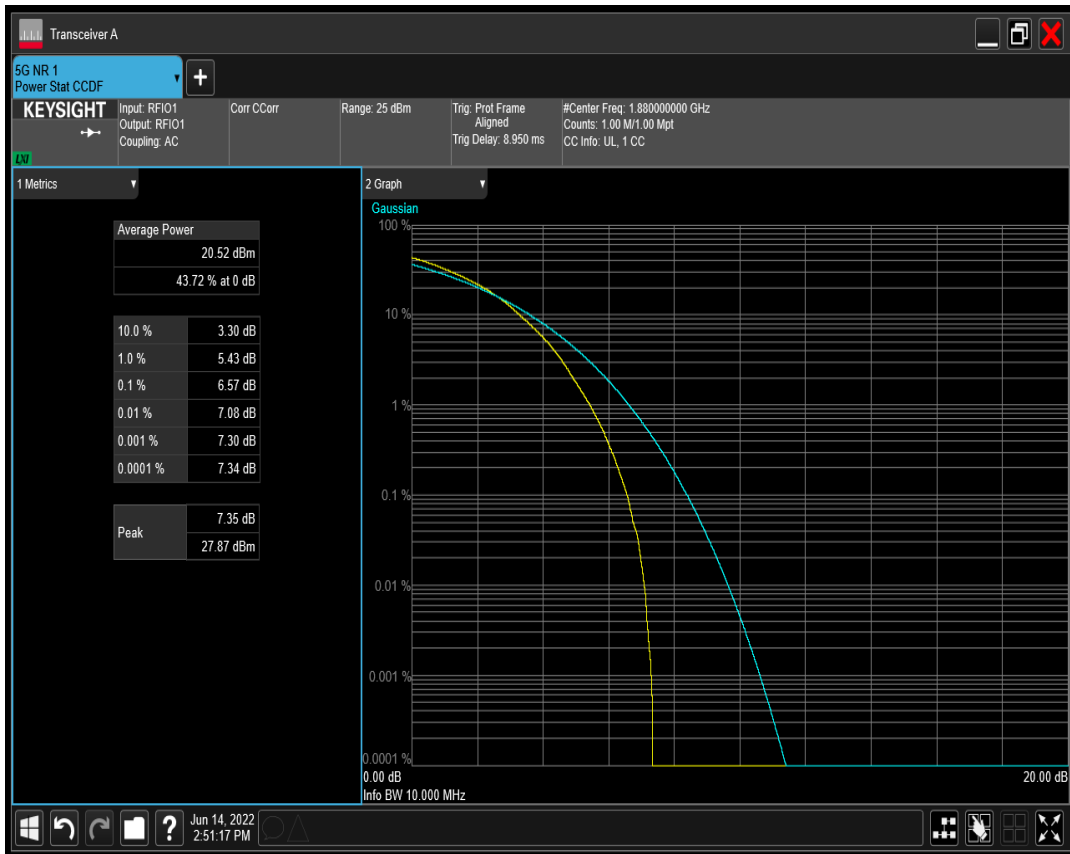 Transceiver A
5G NR 1
Power Stat CCDF
+
KEYSIGHT
LXI
Input: RFIO1
Output: RFIO1
Coupling: AC
Corr CCorr
Range: 25 dBm
Trig: Prot Frame
Aligned
Trig Delay: 8.950 ms
#Center Freq: 1.880000000 GHz
Counts: 1.00 M/1.00 Mpt
CC Info: UL, 1 CC
1 Metrics
Average Power
20.52 dBm
43.72 % at 0 dB
10.0 % 3.30 dB
1.0 % 5.43 dB
0.1 % 6.57 dB
0.01 % 7.08 dB
0.001 % 7.30 dB
0.0001 % 7.34 dB
Peak
7.35 dB
27.87 dBm
2 Graph
Gaussian
100 %
10 %
1 %
0.1 %
0.01 %
0.001 %
0.0001 %
0.00 dB 20.00 dB
Info BW 10.000 MHz
?
Jun 14, 2022
2:51:17 PM